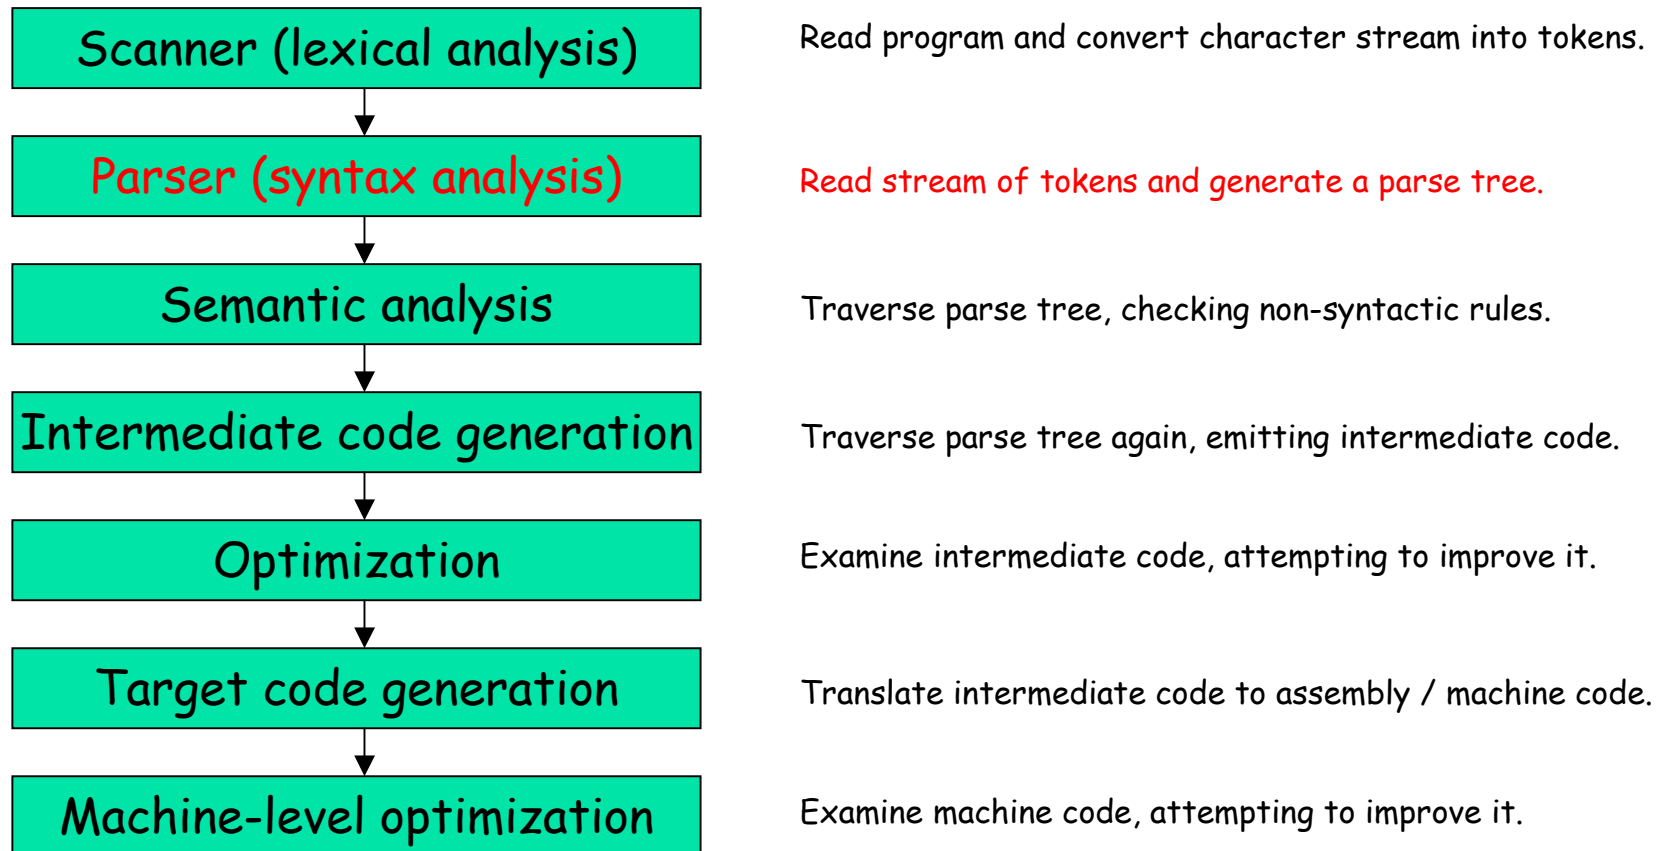 Scanner (lexical analysis)
Read program and convert character stream into tokens.
Parser (syntax analysis)
Read stream of tokens and generate a parse tree.
Semantic analysis
Traverse parse tree, checking non-syntactic rules.
Intermediate code generation
Traverse parse tree again, emitting intermediate code.
Optimization
Examine intermediate code, attempting to improve it.
Target code generation
Translate intermediate code to assembly / machine code.
Machine-level optimization
Examine machine code, attempting to improve it.